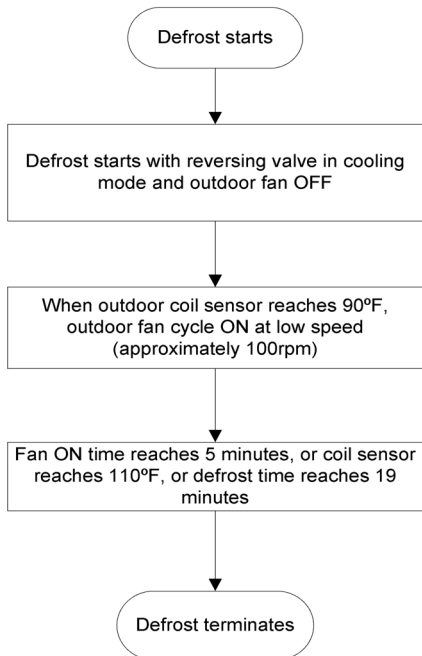 Defrost starts
Defrost starts with reversing valve in cooling
mode and outdoor fan OFF
When outdoor coil sensor reaches 90ºF,
outdoor fan cycle ON at low speed
(approximately 100rpm)
Fan ON time reaches 5 minutes, or coil sensor
reaches 110ºF, or defrost time reaches 19
minutes
Defrost terminates